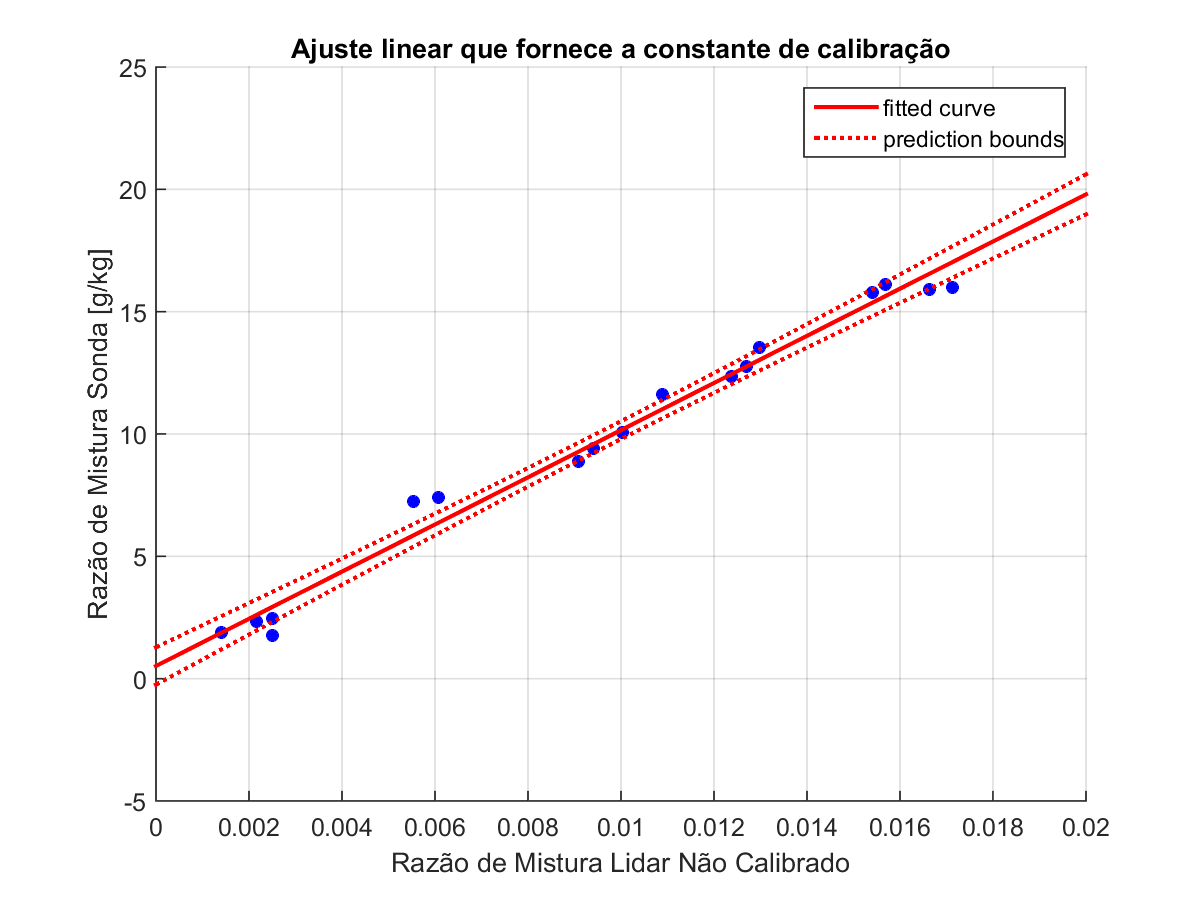 Ajuste linear que fornece a constante de calibração
25
20
15
10
5
0
-5
Razão de Mistura Sonda [g/kg]
fitted curve
prediction bounds
0 0.002 0.004 0.006 0.008 0.01 0.012 0.014 0.016 0.018 0.02
Razão de Mistura Lidar Não Calibrado